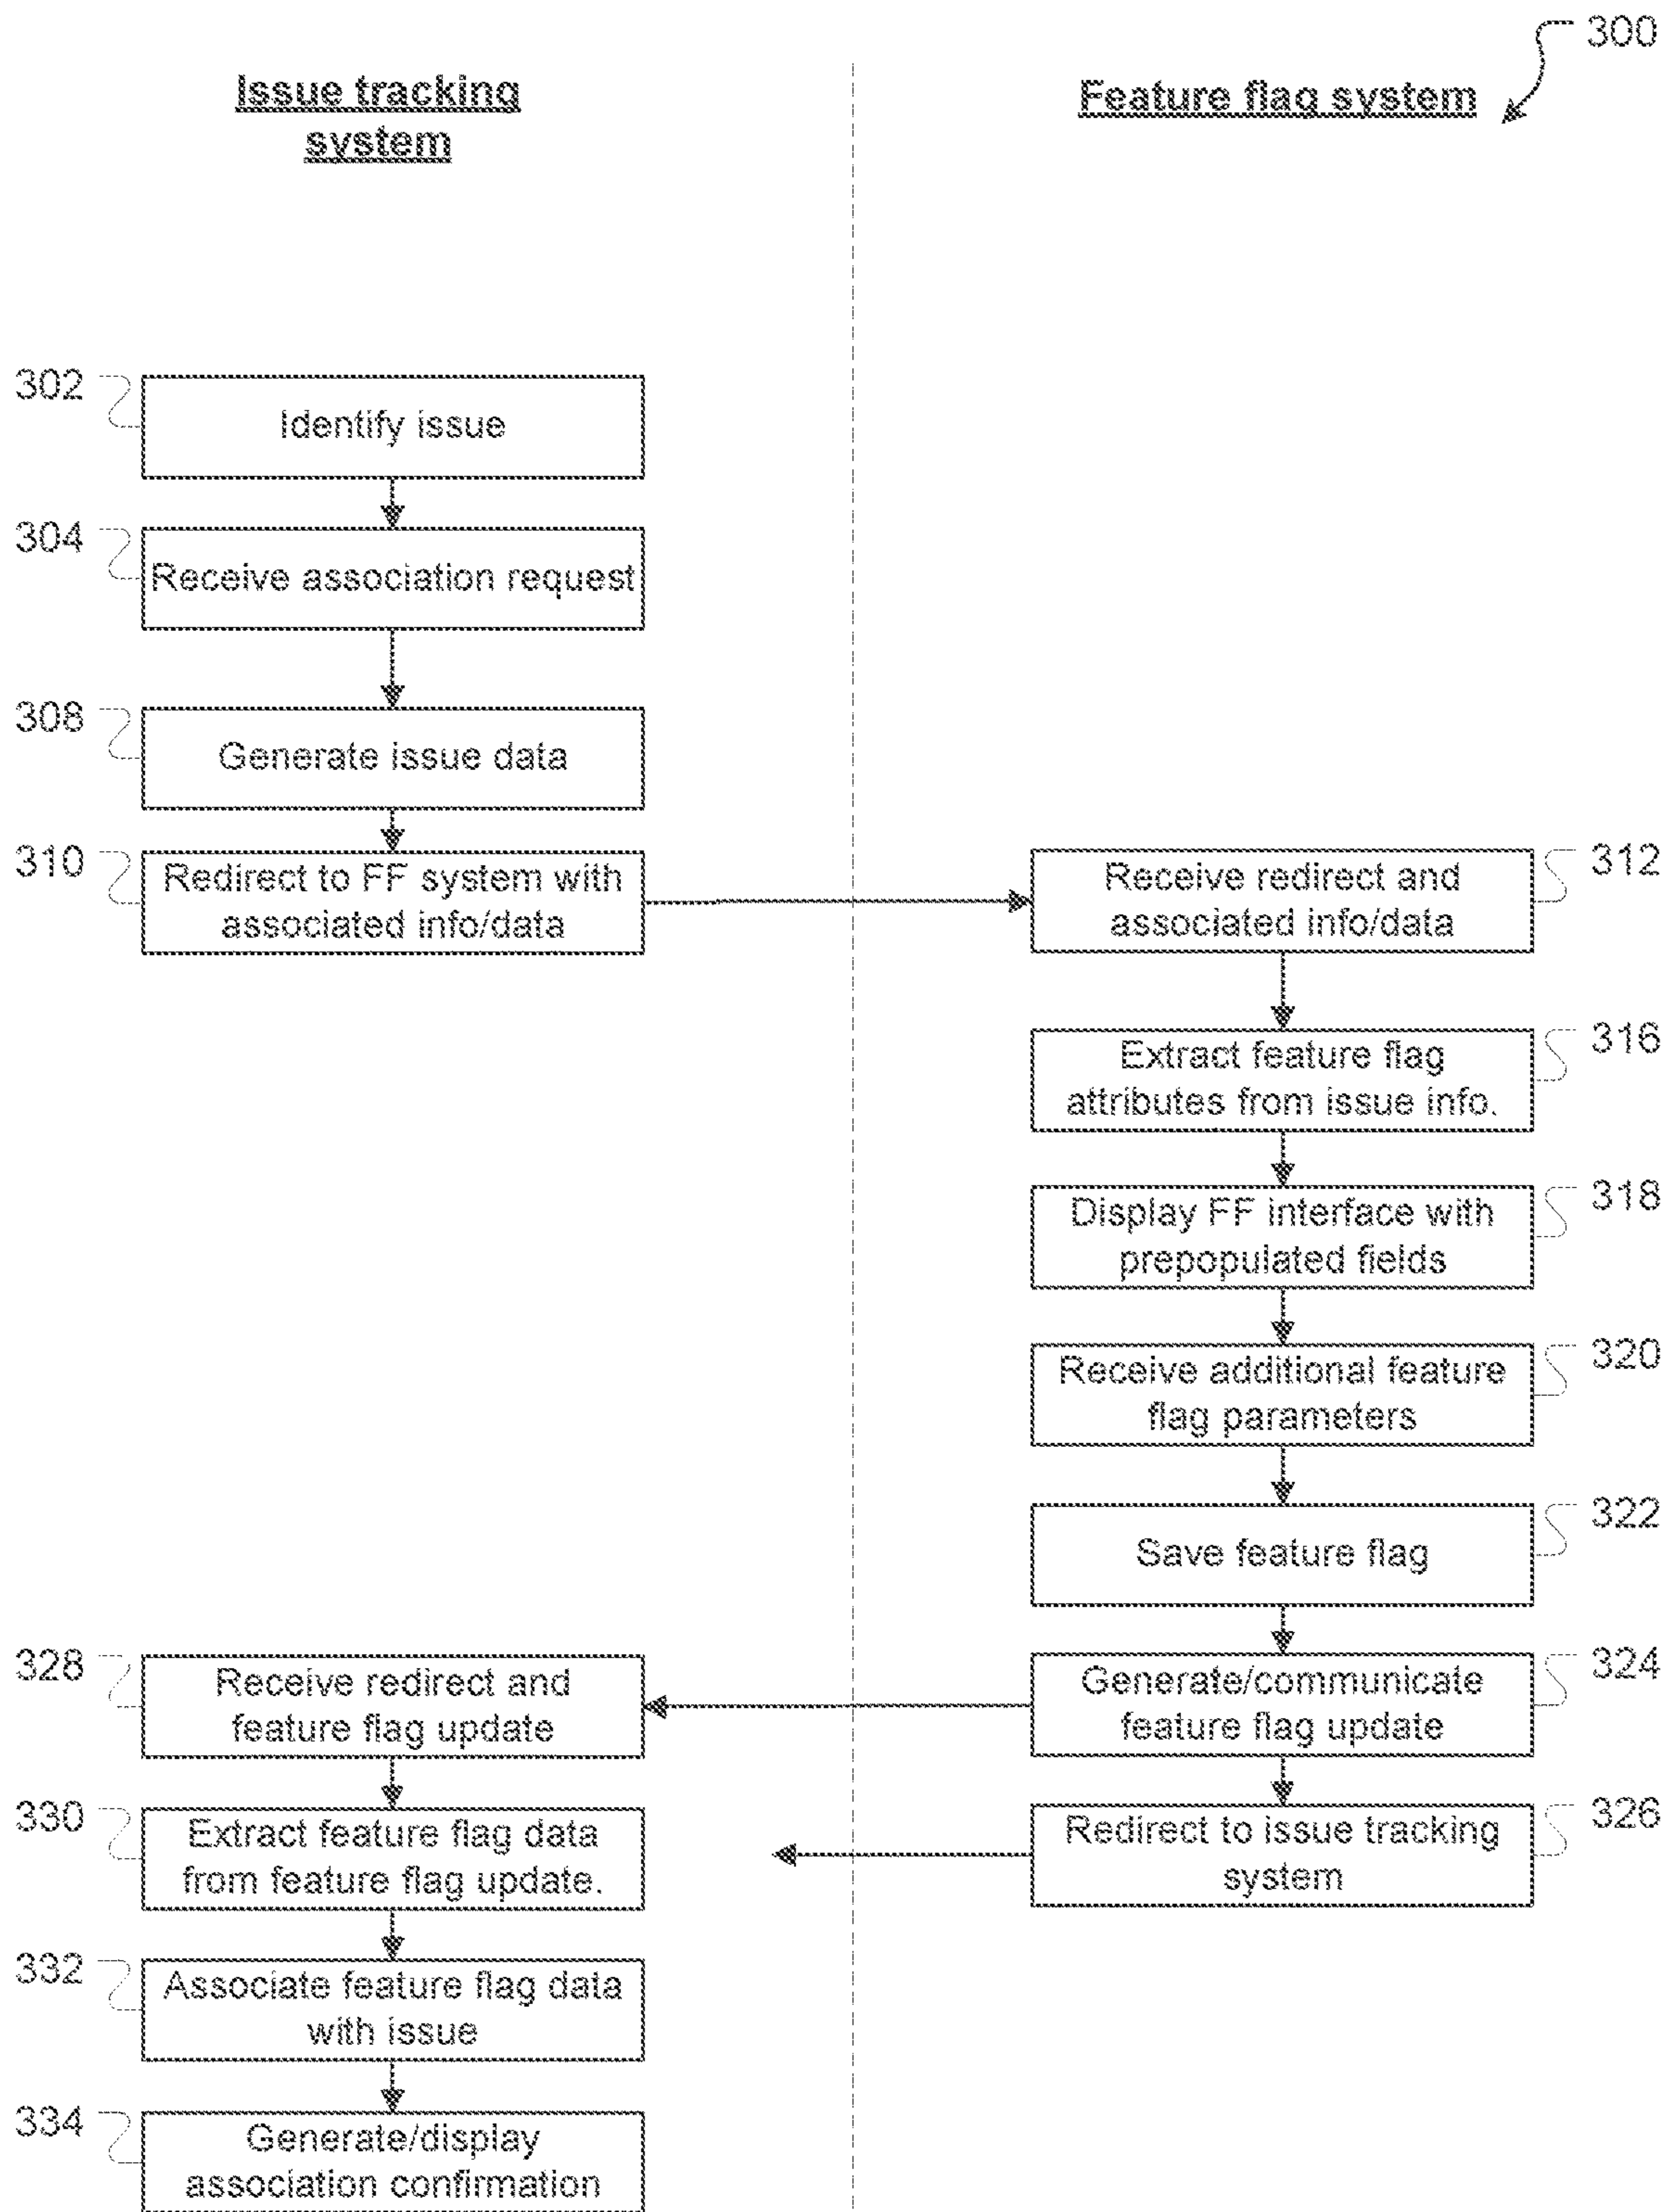 300
Issue tracking
system
Feature flag system
302
Identify issue
304
Receive association request
308
Generate issue data
310
Redirect to FF system with
associated info/data
312
Receive redirect and
associated info/data
316
Extract feature flag
attributes from issue info.
318
Display FF interface with
prepopulated fields
320
Receive additional feature
flag parameters
322
Save feature flag
324
Generate/communicate
feature flag update
326
Redirect to issue tracking
system
328
Receive redirect and
feature flag update
330
Extract feature flag data
from feature flag update.
332
Associate feature flag data
with issue
334
Generate/display
association confirmation